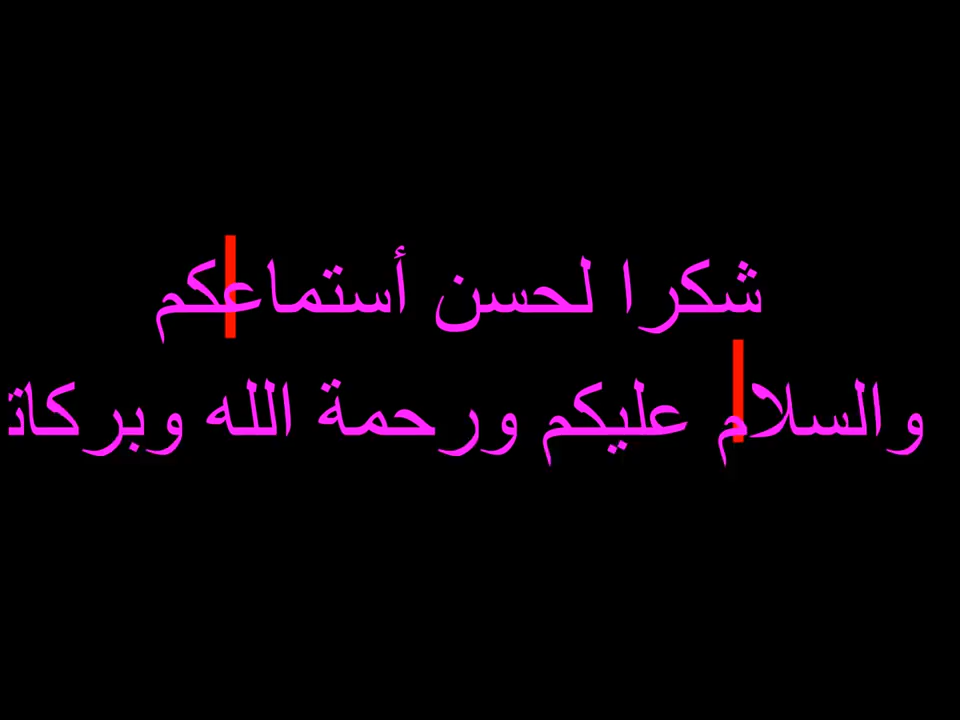 شكرا لحسن أستماعكم
والسلام عليكم ورحمة الله وبركات